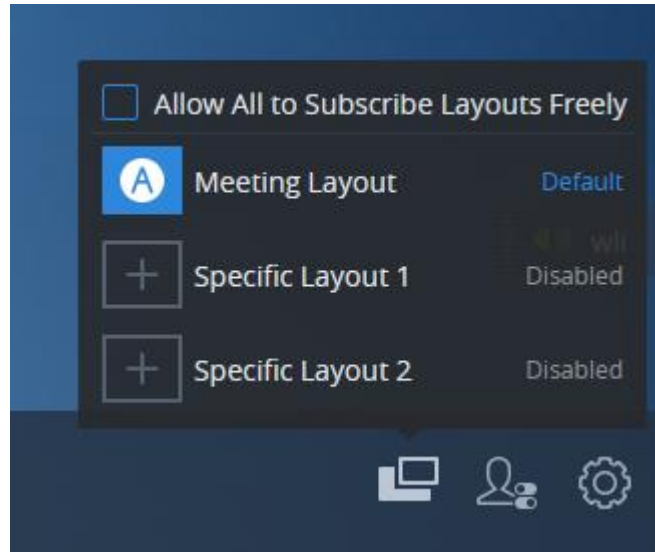 Allow All to Subscribe Layouts Freely
A Meeting Layout Default
Specific Layout 1 Disabled
Specific Layout 2 Disabled